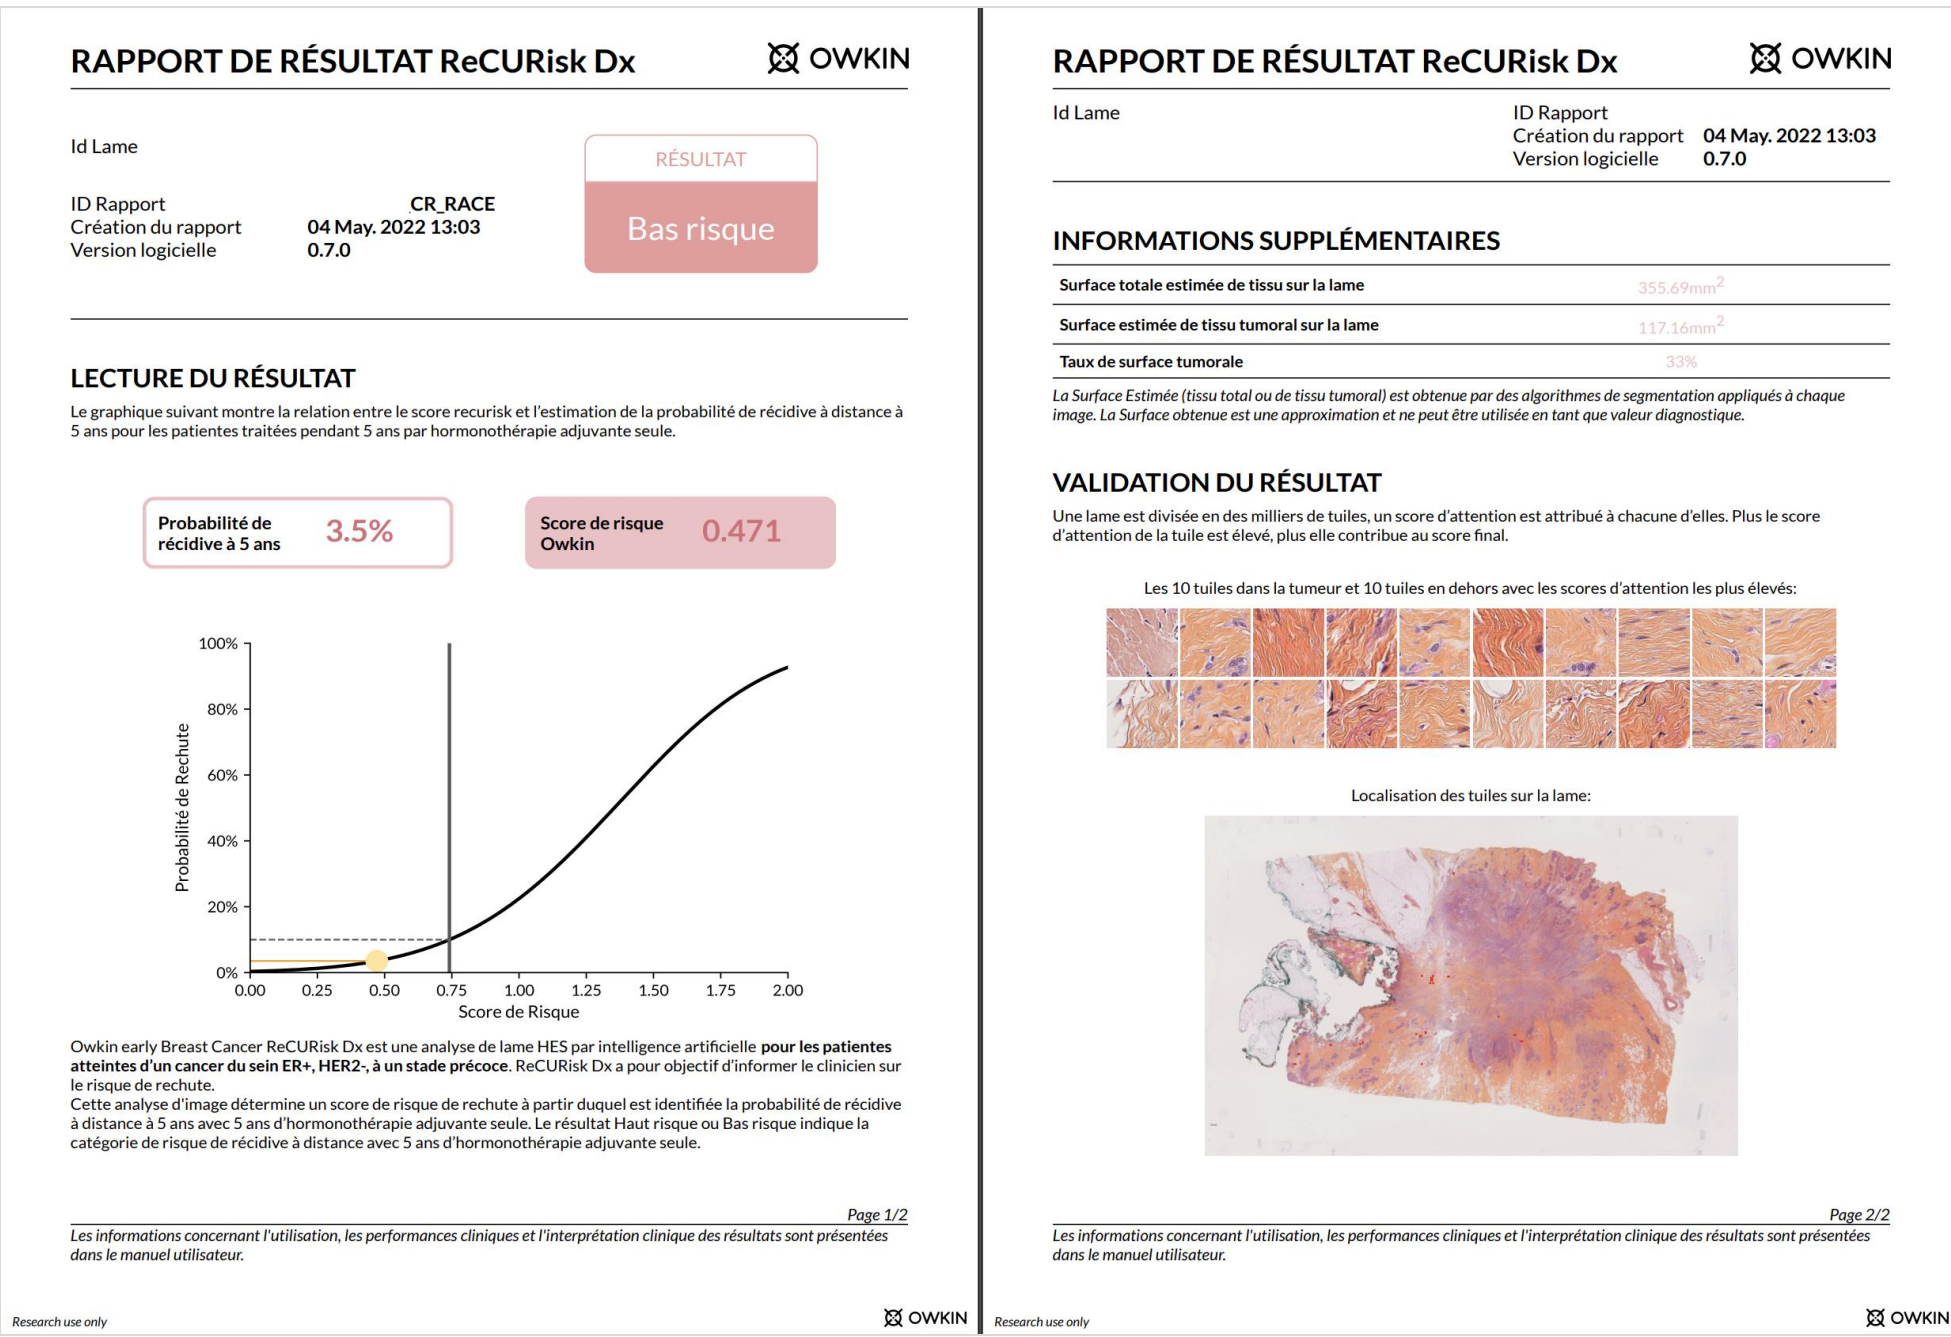 RAPPORT DE RÉSULTAT ReCURisk Dx
OWKIN
Id Lame
ID Rapport CR_RACE
Création du rapport 04 May. 2022 13:03
Version logicielle 0.7.0
RÉSULTAT
Bas risque
LECTURE DU RÉSULTAT
Le graphique suivant montre la relation entre le score recurisk et l'estimation de la probabilité de récidive à distance à
5 ans pour les patientes traitées pendant 5 ans par hormonothérapie adjuvante seule.
Probabilité de
récidive à 5 ans
3.5%
Score de risque
Owkin
0.471
100%
80%
60%
40%
20%
0%
Probabilité de Rechute
0.00 0.25 0.50 0.75 1.00 1.25 1.50 1.75 2.00
Score de Risque
Owkin early Breast Cancer ReCURisk Dx est une analyse de lame HES par intelligence artificielle pour les patientes
atteintes d'un cancer du sein ER+, HER2-, à un stade précoce. ReCURisk Dx a pour objectif d'informer le clinicien sur
le risque de rechute.
Cette analyse d'image détermine un score de risque de rechute à partir duquel est identifiée la probabilité de récidive
à distance à 5 ans avec 5 ans d'hormonothérapie adjuvante seule. Le résultat Haut risque ou Bas risque indique la
catégorie de risque de récidive à distance avec 5 ans d'hormonothérapie adjuvante seule.
Page 1/2
Les informations concernant l'utilisation, les performances cliniques et l'interprétation clinique des résultats sont présentées
dans le manuel utilisateur.
Research use only
OWKIN
RAPPORT DE RÉSULTAT ReCURisk Dx
OWKIN
Id Lame
ID Rapport
Création du rapport 04 May. 2022 13:03
Version logicielle 0.7.0
INFORMATIONS SUPPLÉMENTAIRES
Surface totale estimée de tissu sur la lame 355.69mm²
Surface estimée de tissu tumoral sur la lame 117.16mm²
Taux de surface tumorale 33%
La Surface Estimée (tissu total ou de tissu tumoral) est obtenue par des algorithmes de segmentation appliqués à chaque
image. La Surface obtenue est une approximation et ne peut être utilisée en tant que valeur diagnostique.
VALIDATION DU RÉSULTAT
Une lame est divisée en des milliers de tuiles, un score d'attention est attribué à chacune d'elles. Plus le score
d'attention de la tuile est élevé, plus elle contribue au score final.
Les 10 tuiles dans la tumeur et 10 tuiles en dehors avec les scores d'attention les plus élevés:
Localisation des tuiles sur la lame:
Page 2/2
Les informations concernant l'utilisation, les performances cliniques et l'interprétation clinique des résultats sont présentées
dans le manuel utilisateur.
Research use only
OWKIN